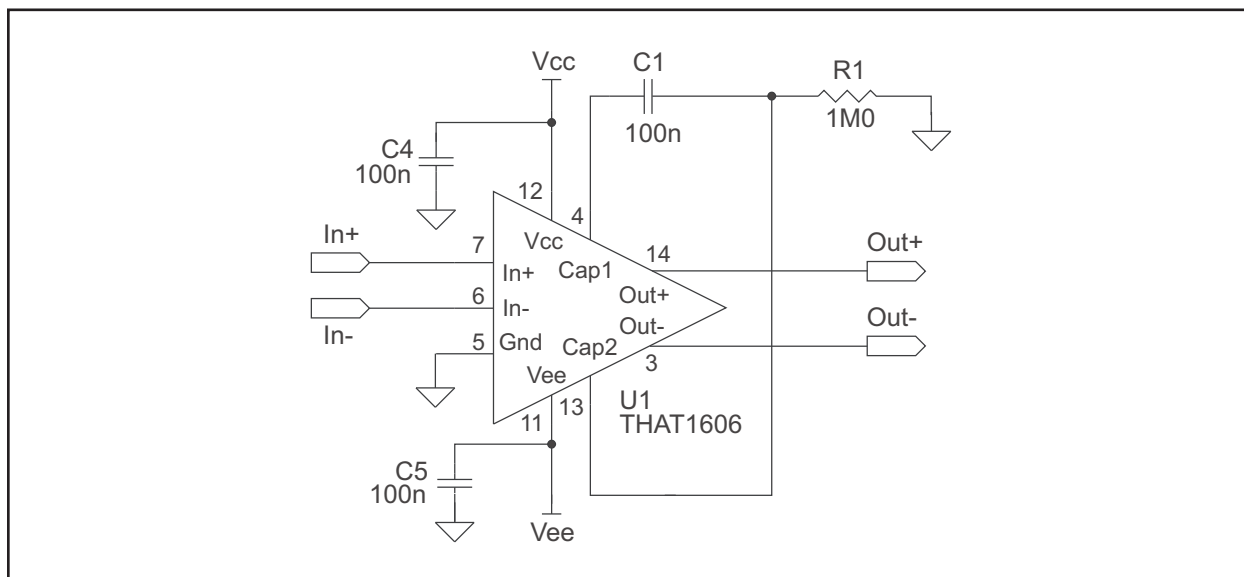 Vcc
C1
100n
R1
1M0
C4
100n
12
4
Vcc
In+
7
In+
Cap1
14
Out+
Out+
In-
6
In-
Out-
Out-
5
Gnd
Cap2
3
Vee
11
13
U1
THAT1606
C5
100n
Vee